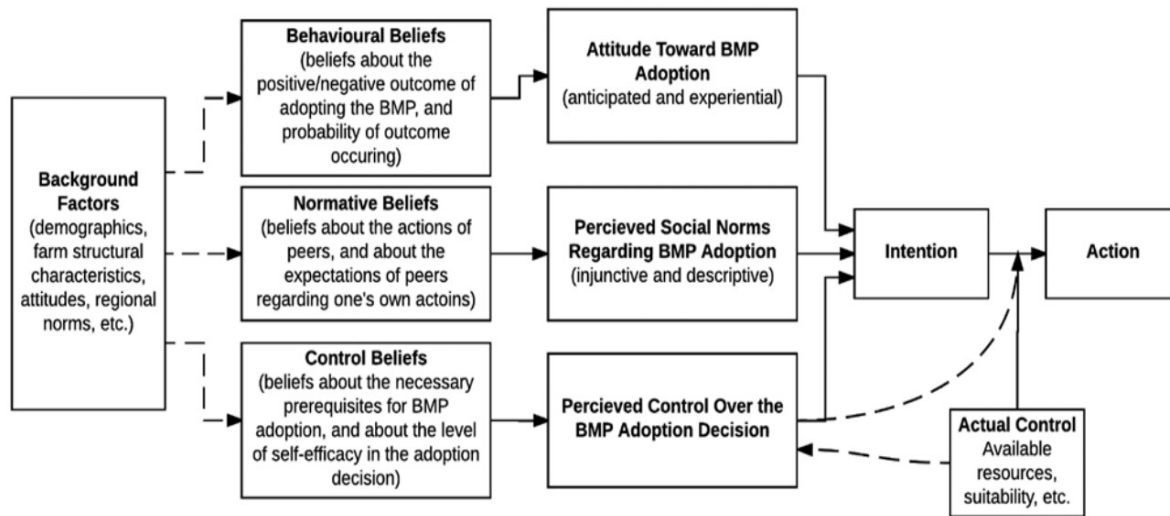 Background
Factors
(demographics,
farm structural
characteristics,
attitudes, regional
norms, etc.)
Behavioural Beliefs
(beliefs about the
positive/negative outcome of
adopting the BMP, and
probability of outcome
occuring)
Normative Beliefs
(beliefs about the actions of
peers, and about the
expectations of peers
regarding one's own actoins)
Control Beliefs
(beliefs about the necessary
prerequisites for BMP
adoption, and about the level
of self-efficacy in the adoption
decision)
Attitude Toward BMP
Adoption
(anticipated and experiential)
Percieved Social Norms
Regarding BMP Adoption
(injunctive and descriptive)
Percieved Control Over the
BMP Adoption Decision
Intention
Action
Actual Control
Available
resources,
suitability, etc.